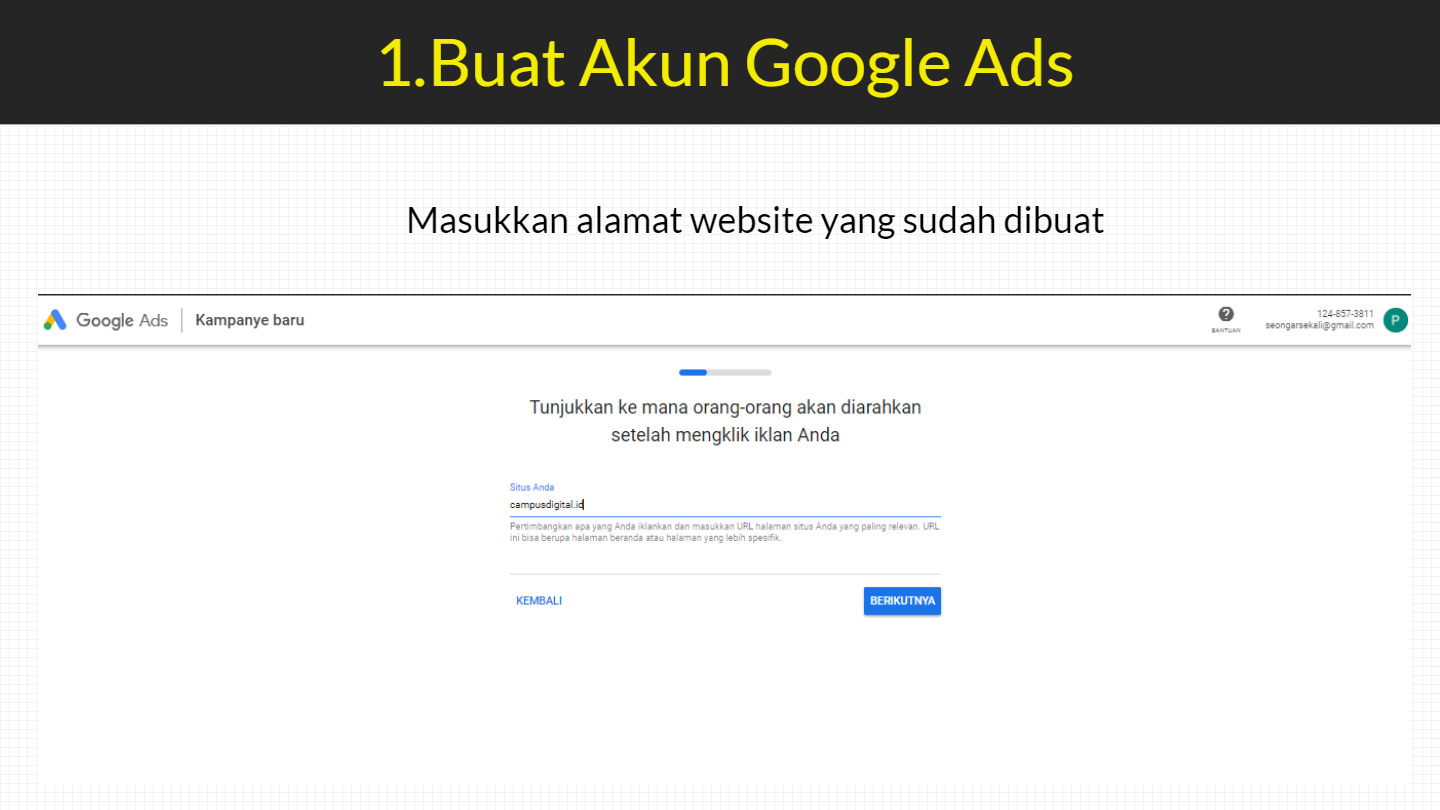 1.Buat Akun Google Ads
Masukkan alamat website yang sudah dibuat
Google Ads
Kampanye baru
BANTUAN
124-857-3811
seongarsekali@gmail.com
P
Tunjukkan ke mana orang-orang akan diarahkan
setelah mengklik iklan Anda
Situs Anda
campusdigital.id
Pertimbangkan apa yang Anda iklankan dan masukkan URL halaman situs Anda yang paling relevan. URL
ini bisa berupa halaman beranda atau halaman yang lebih spesifik.
KEMBALI
BERIKUTNYA